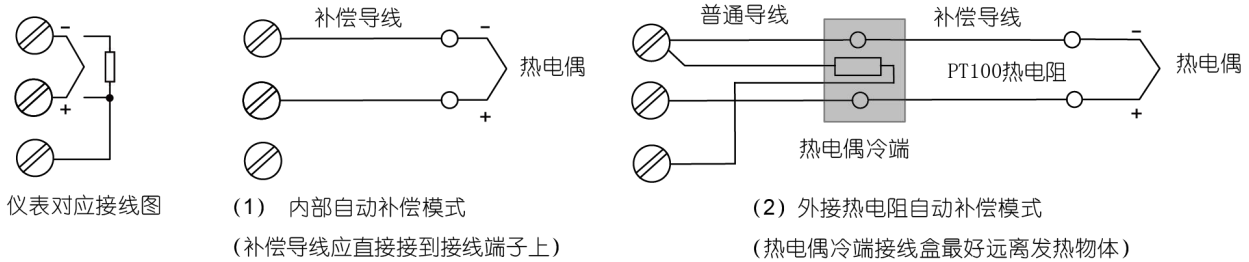 普通导线
补偿导线
补偿导线
−
−
−
热电偶
PT100热电阻
热电偶
+
+
+
热电偶冷端
仪表对应接线图
(1) 内部自动补偿模式
(2) 外接热电阻自动补偿模式
(补偿导线应直接接到接线端子上)
(热电偶冷端接线盒最好远离发热物体)